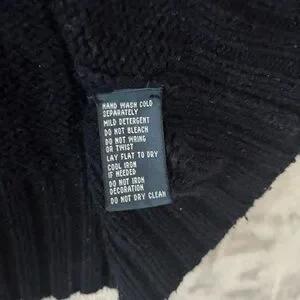 HAND WASH COLD
SEPARATELY
MILD DETERGENT
DO NOT BLEACH
DO NOT WRING
OR TWIST
LAY FLAT TO DRY
COOL IRON
IF NEEDED
DO NOT IRON
DECORATION
DO NOT DRY CLEAN